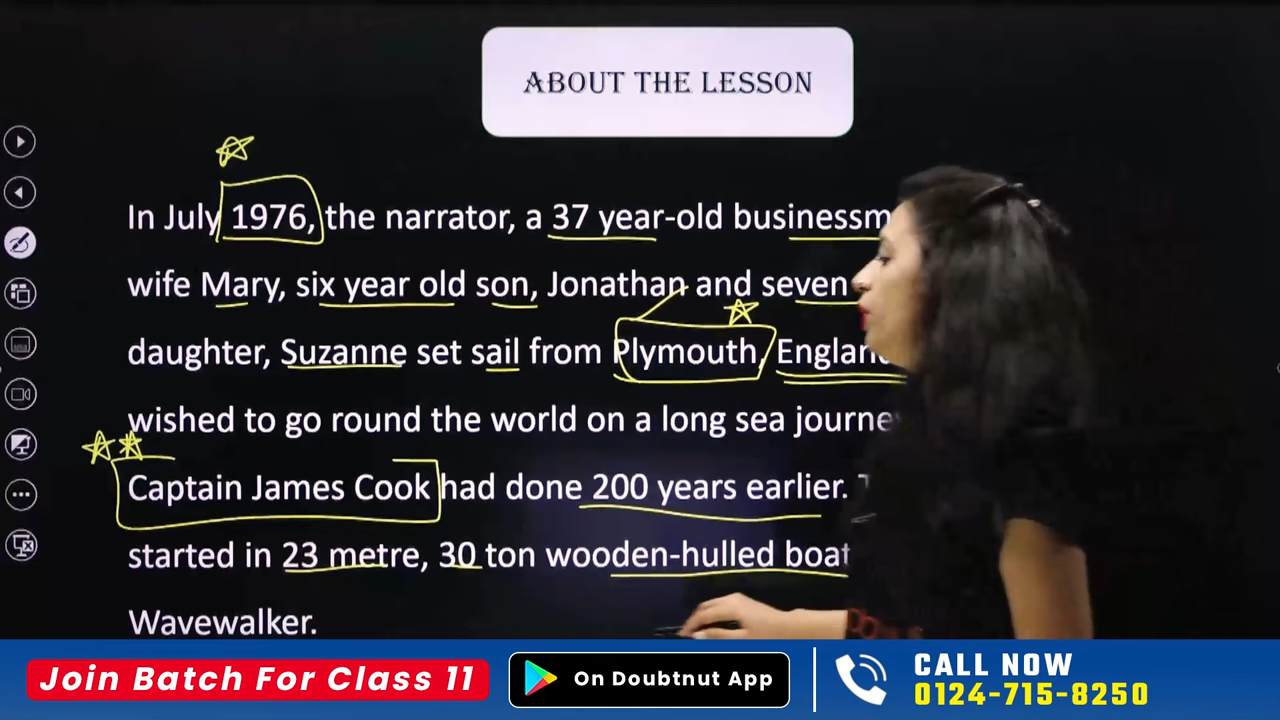 ABOUT THE LESSON
In July 1976, the narrator, a 37 year-old
wife Mary, six year old son, Jonathan and seven
daughter, Suzanne set sail from Plymouth,
wished to go round the world on a long sea
Captain James Cook had done 200 years earlier.
started in 23 metre, 30 ton wooden-hulled boat
Wavewalker.
Join Batch For Class 11
On Doubtnut App
CALL NOW
0124-715-8250